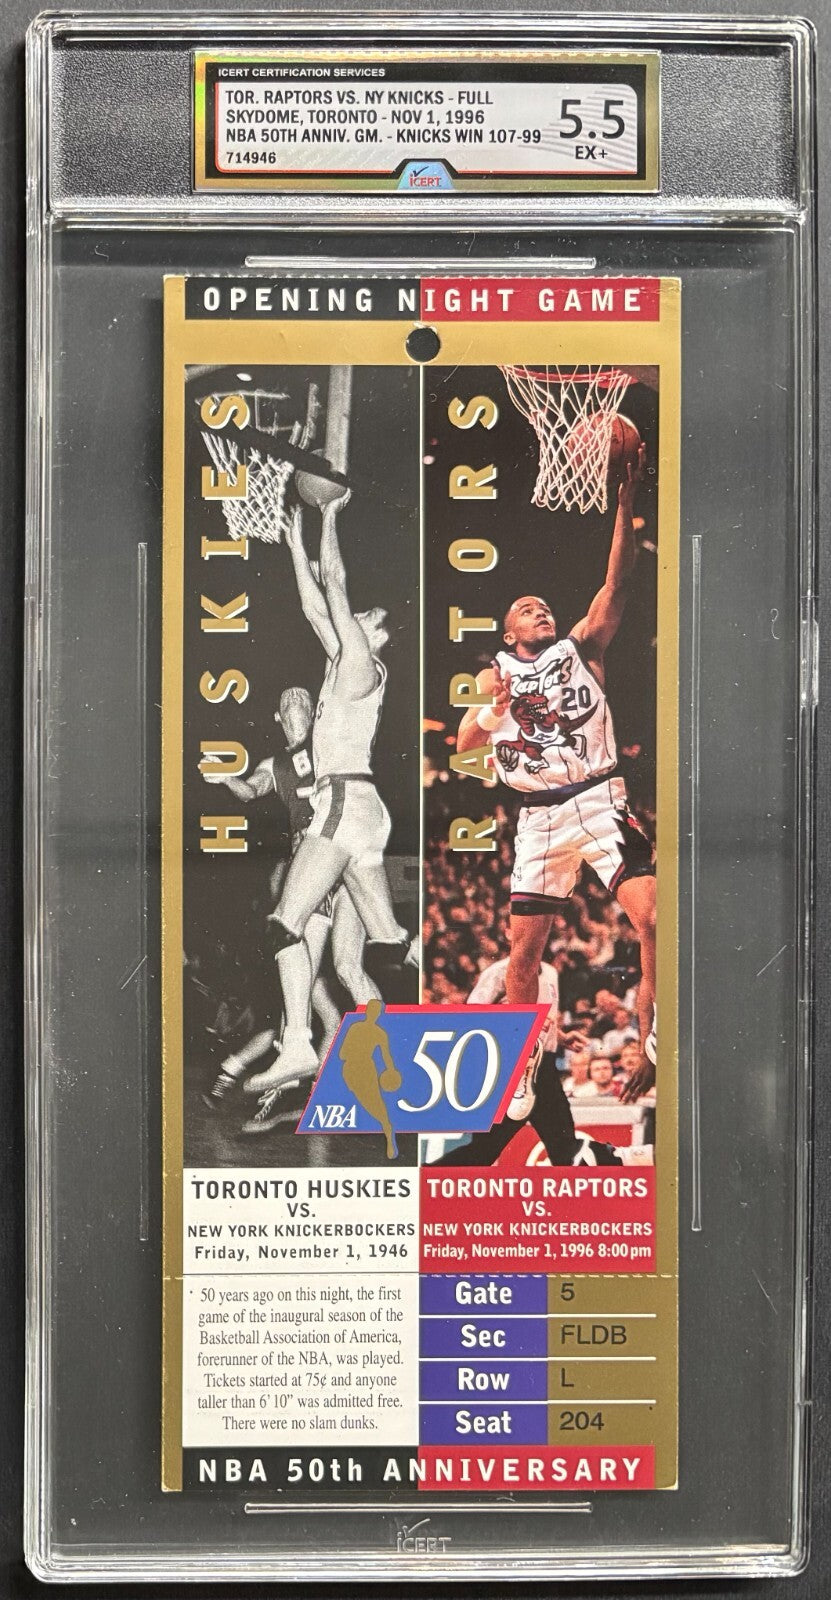 ICERT CERTIFICATION SERVICES
TOR. RAPTORS VS. NY KNICKS - FULL
SKYDOME, TORONTO - NOV 1, 1996
NBA 50TH ANNIV. GM. - KNICKS WIN 107-99
714946
5.5
EX+
iCERT
OPENING NIGHT GAME
HUSKIES
RAPTORS
RAPTORS
20
8
NBA 50
TORONTO HUSKIES
VS.
NEW YORK KNICKERBOCKERS
Friday, November 1, 1946
TORONTO RAPTORS
VS.
NEW YORK KNICKERBOCKERS
Friday, November 1, 1996 8:00 pm
50 years ago on this night, the first
game of the inaugural season of the
Basketball Association of America,
forerunner of the NBA, was played.
Tickets started at 75¢ and anyone
taller than 6' 10" was admitted free.
There were no slam dunks.
Gate 5
Sec FLDB
Row L
Seat 204
NBA 50th ANNIVERSARY
iCERT